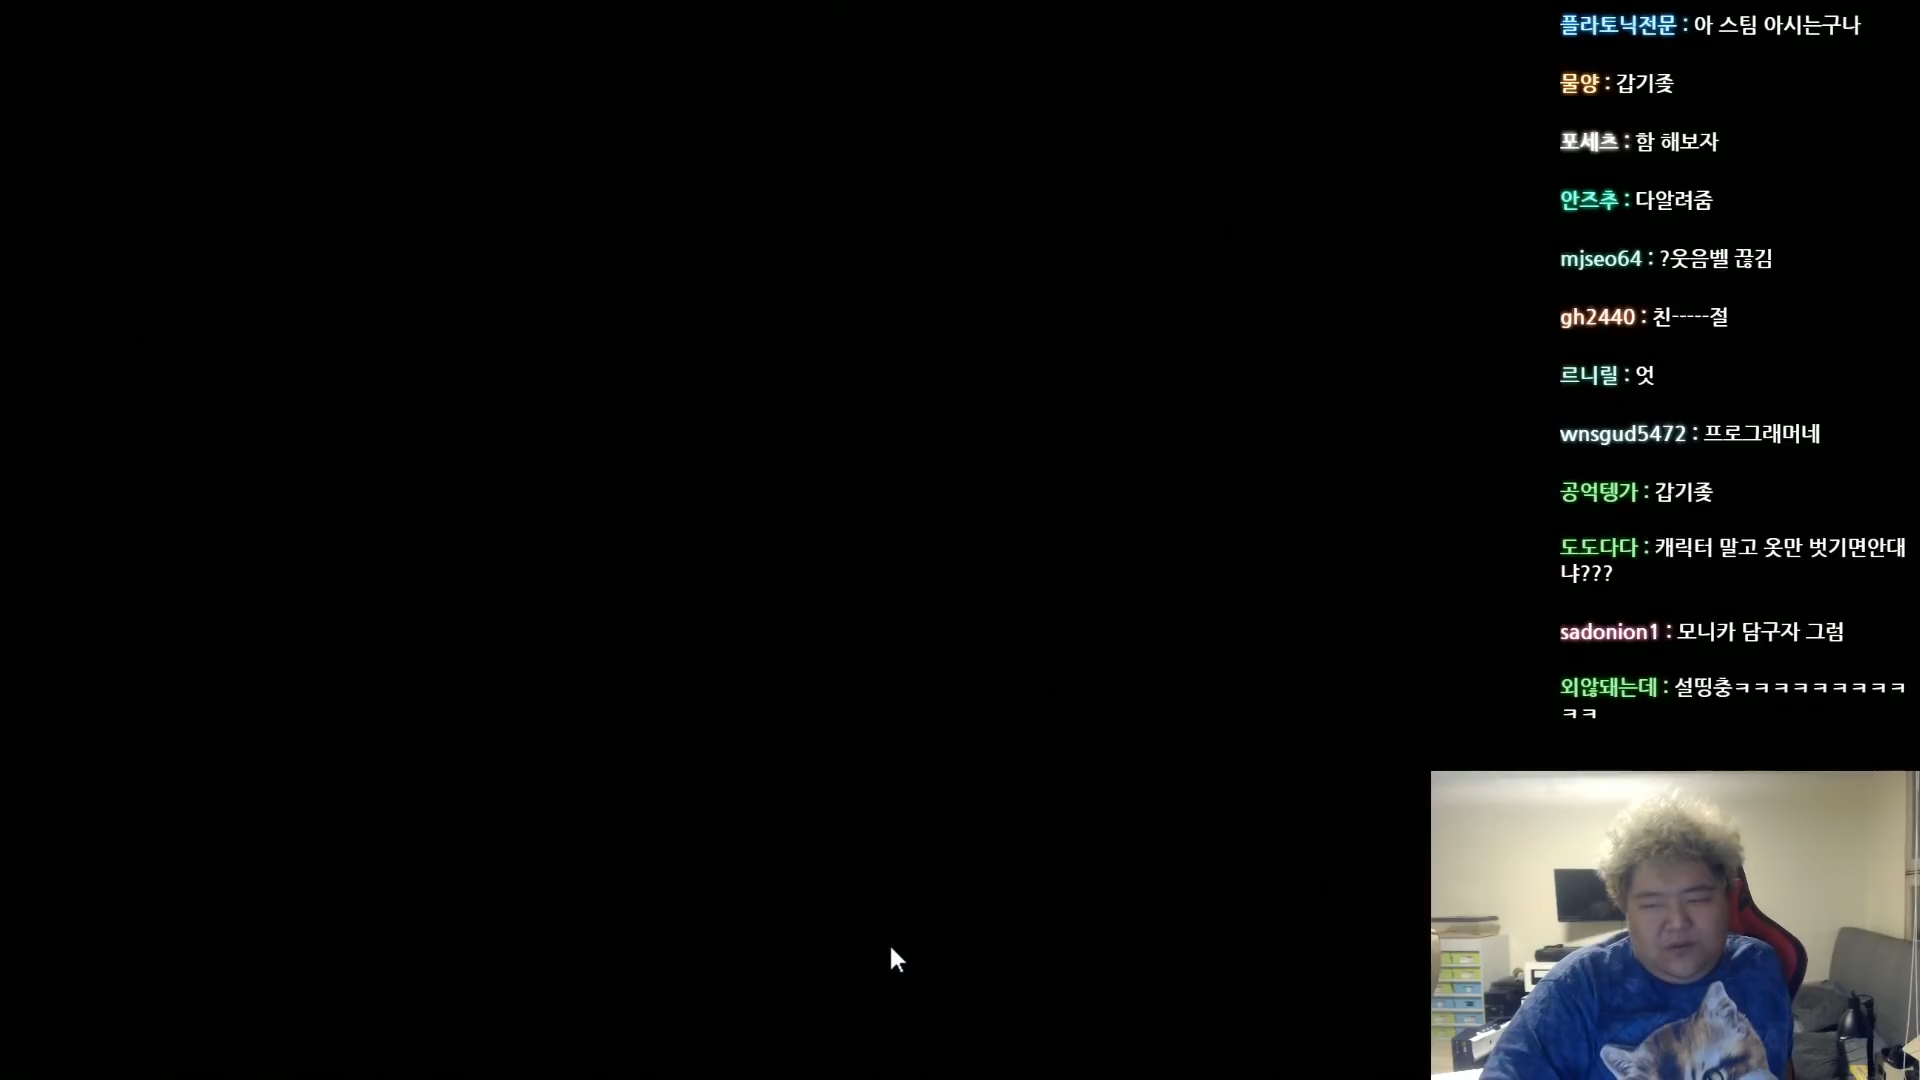 플라토닉전문 : 아 스팀 아시는구나
물양 : 갑기좆
포세츠 : 함 해보자
안즈추 : 다알려줌
mjseo64 : ?웃음벨 끊김
gh2440 : 친-----절
르니릴 : 엇
wnsgud5472 : 프로그래머네
공억텡가 : 갑기좆
도도다다 : 캐릭터 말고 옷만 벗기면안대
냐???
sadonion1 : 모니카 담구자 그럼
외않돼는데 : 설띵충ㅋㅋㅋㅋㅋㅋㅋㅋㅋ
ㅋㅋ